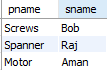 pname sname
Screws Bob
Spanner Raj
Motor Aman